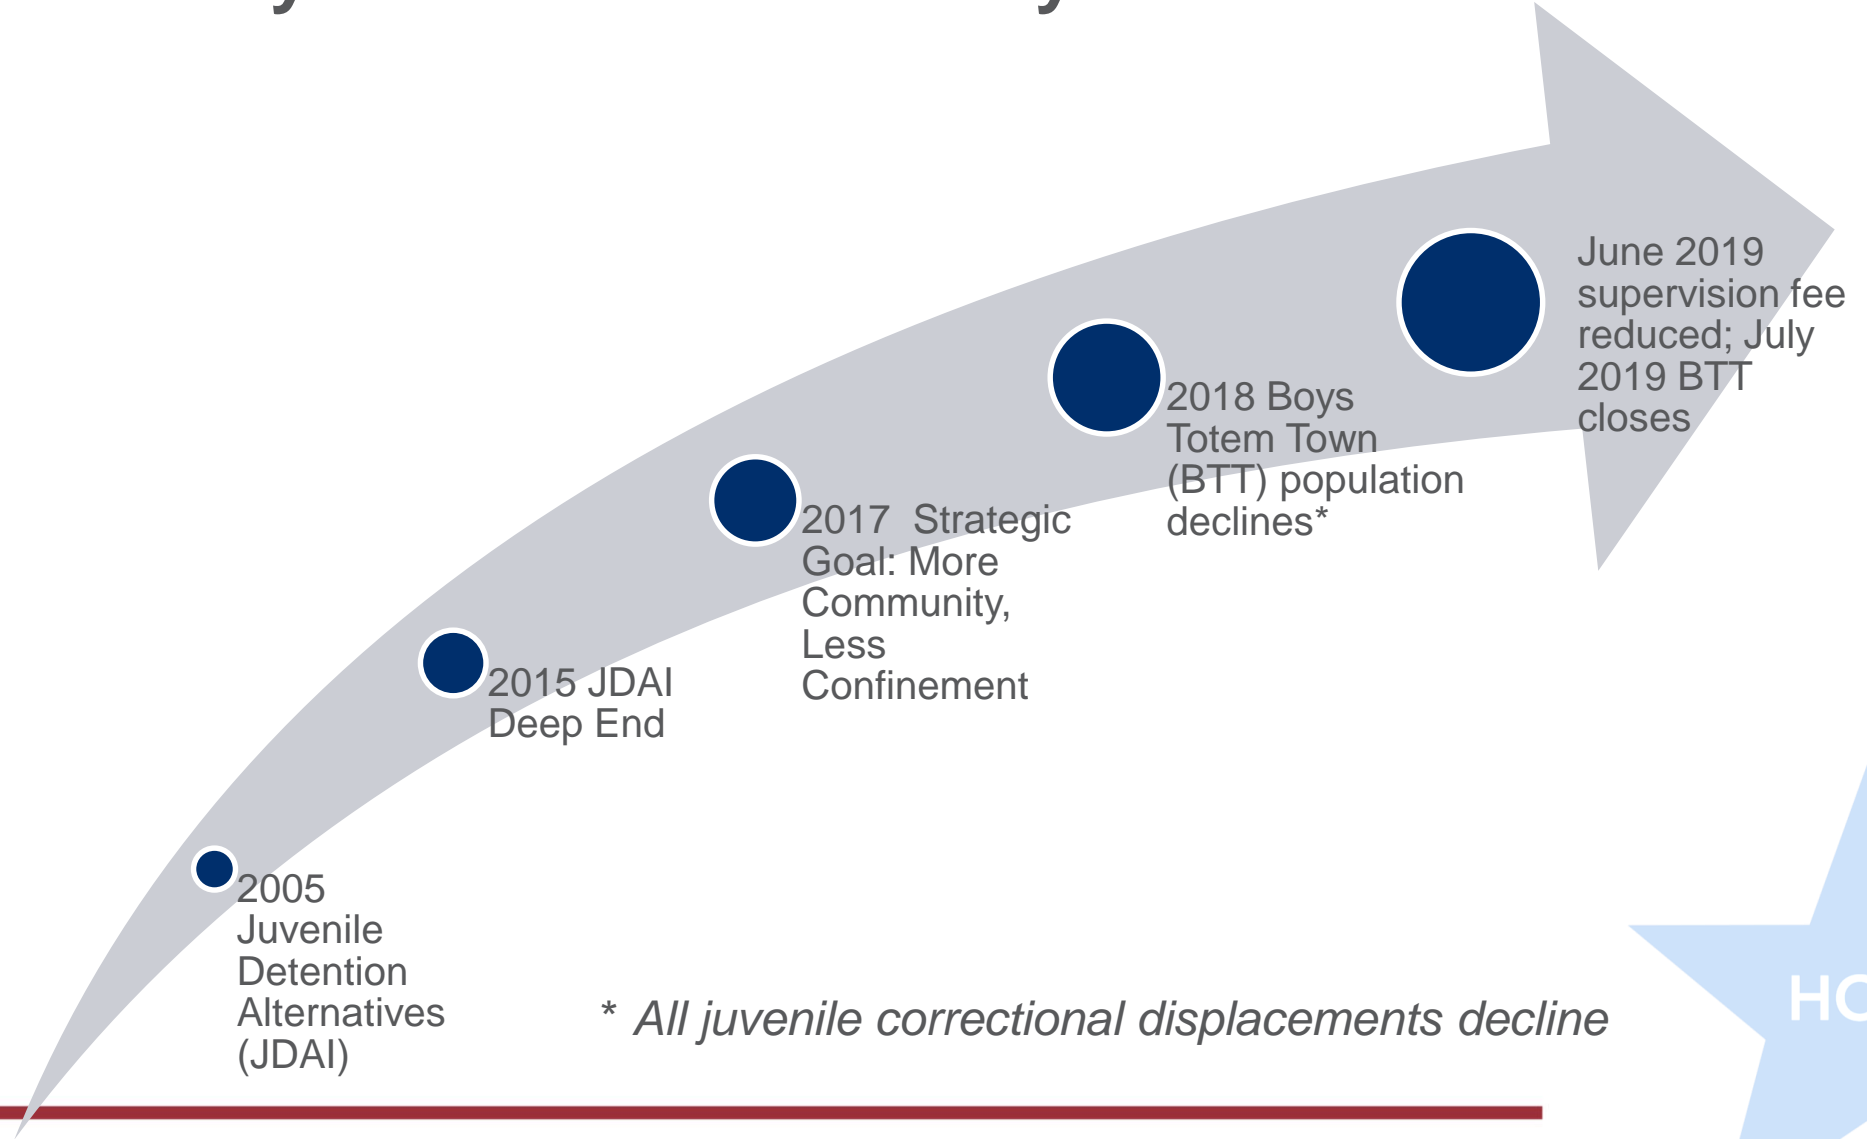 2005
Juvenile
Detention
Alternatives
(JDAI)
2015 JDAI
Deep End
2017  Strategic
Goal: More
Community,
Less
Confinement
2018 Boys
Totem Town
(BTT) population
declines*
June 2019
supervision fee
reduced; July
2019 BTT
closes
* All juvenile correctional displacements decline